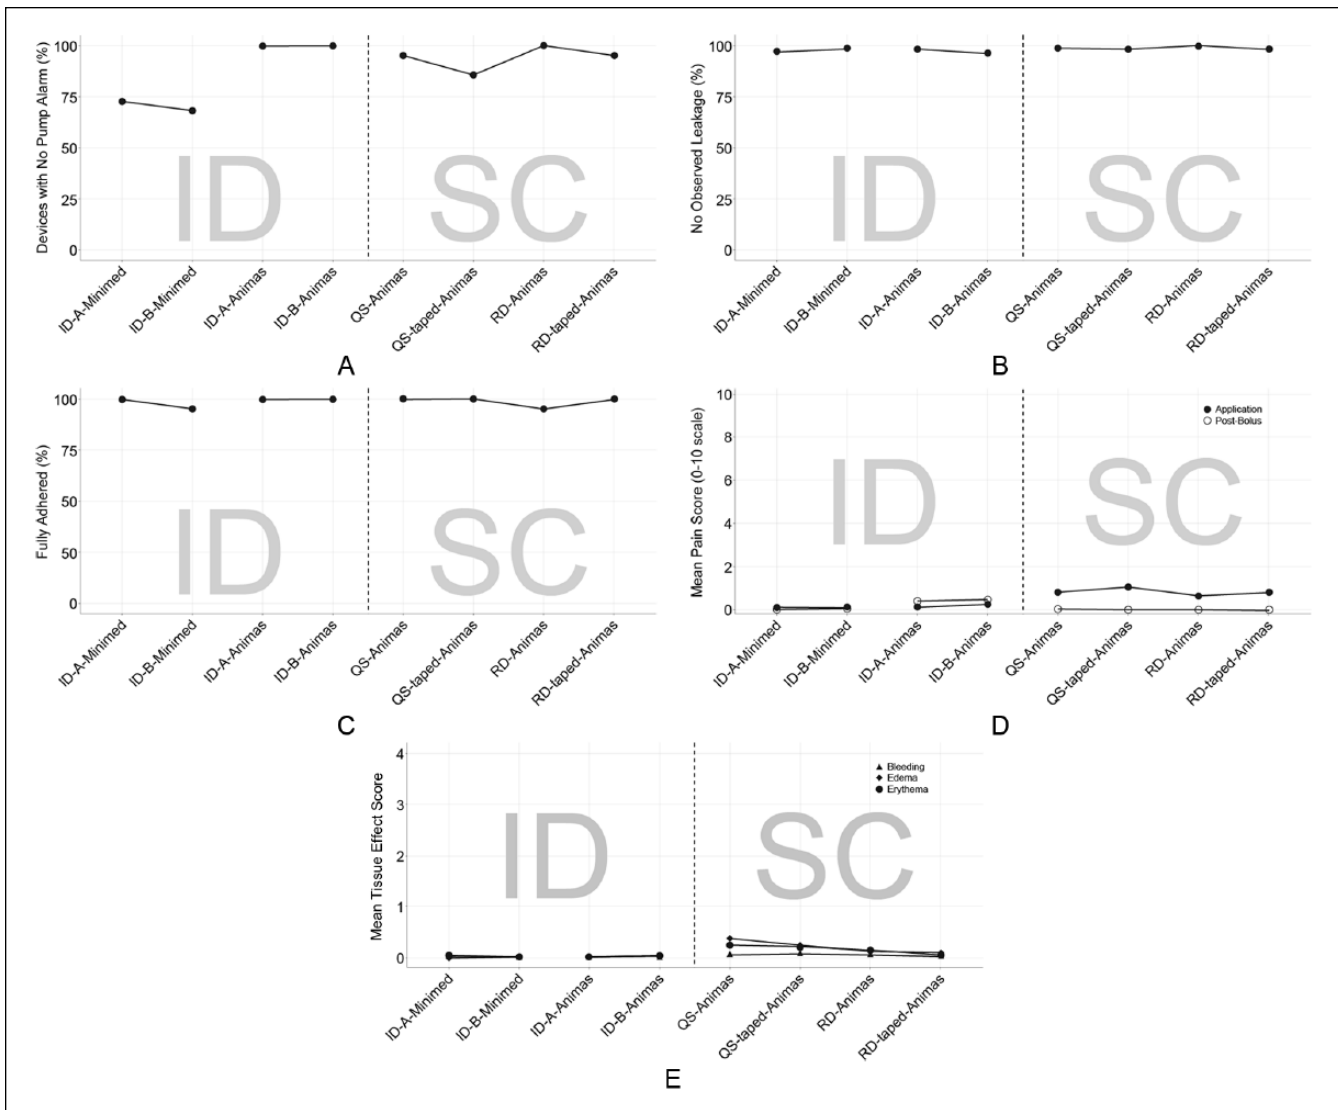 Devices with No Pump Alarm (%)
100
75
50
25
0
ID
SC
ID-A-Minimed
ID-B-Minimed
ID-A-Animas
ID-B-Animas
QS-Animas
QS-taped-Animas
RD-Animas
RD-taped-Animas
A
No Observed Leakage (%)
100
75
50
25
0
ID
SC
ID-A-Minimed
ID-B-Minimed
ID-A-Animas
ID-B-Animas
QS-Animas
QS-taped-Animas
RD-Animas
RD-taped-Animas
B
Fully Adhered (%)
100
75
50
50
0
ID
SC
ID-A-Minimed
ID-B-Minimed
ID-A-Animas
ID-B-Animas
QS-Animas
QS-taped-Animas
RD-Animas
RD-taped-Animas
C
Mean Pain Score (0-10 scale)
10
8
6
4
2
0
Application
Post-Bolus
ID
SC
ID-A-Minimed
ID-B-Minimed
ID-A-Animas
ID-B-Animas
QS-Animas
QS-taped-Animas
RD-Animas
RD-taped-Animas
D
Mean Tissue Effect Score
4
3
2
1
0
Bleeding
Edema
Erythema
ID
SC
ID-A-Minimed
ID-B-Minimed
ID-A-Animas
ID-B-Animas
QS-Animas
QS-taped-Animas
RD-Animas
RD-taped-Animas
E